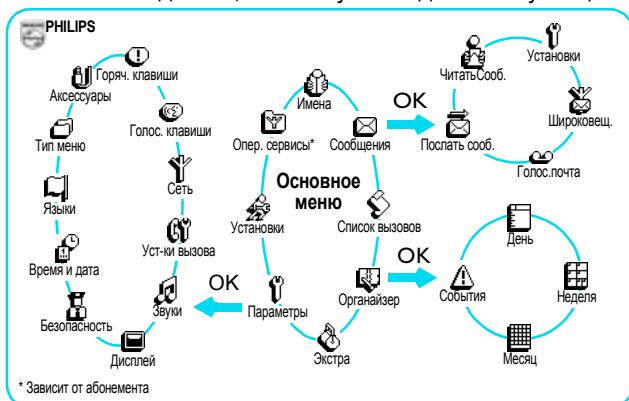 PHILIPS
Горяч. клавиши
Аксессуары
Тип меню
Голос. клавиши
Языки
Сеть
Время и дата
Уст-ки вызова
Безопасность
Звуки
Дисплей
* Зависит от абонемента
Имена
Опер. сервисы*
Сообщения
Основное
меню
Установки
Список вызовов
Параметры
Органайзер
Экстра
OK
OK
OK
ЧитатьСооб.
Установки
Послать сооб.
Широковещ.
Голос.почта
День
События
Неделя
Месяц